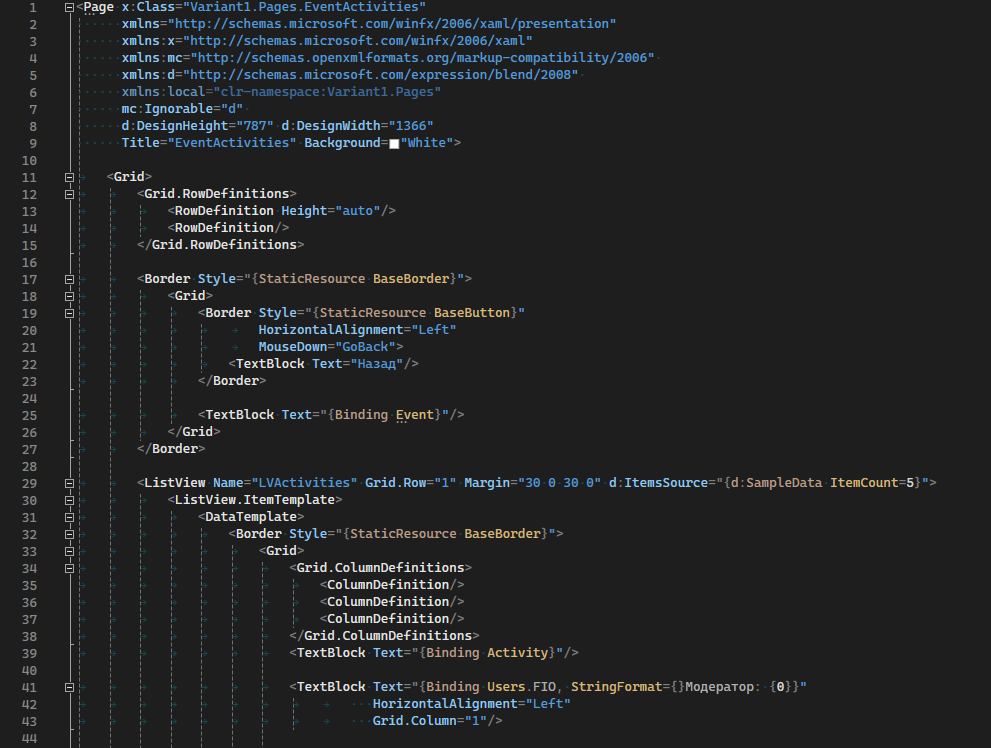 1 <Page x:Class="Variant1.Pages.EventActivities"
2 xmlns="http://schemas.microsoft.com/winfx/2006/xaml/presentation"
3 xmlns:x="http://schemas.microsoft.com/winfx/2006/xaml"
4 xmlns:mc="http://schemas.openxmlformats.org/markup-compatibility/2006"
5 xmlns:d="http://schemas.microsoft.com/expression/blend/2008"
6 xmlns:local="clr-namespace:Variant1.Pages"
7 mc:Ignorable="d"
8 d:DesignHeight="787" d:DesignWidth="1366"
9 Title="EventActivities" Background="White">
10
11 <Grid>
12 <Grid.RowDefinitions>
13 <RowDefinition Height="auto"/>
14 <RowDefinition/>
15 </Grid.RowDefinitions>
16
17 <Border Style="{StaticResource BaseBorder}">
18 <Grid>
19 <Border Style="{StaticResource BaseButton}"
20 HorizontalAlignment="Left"
21 MouseDown="GoBack">
22 <TextBlock Text="Назад"/>
23 </Border>
24
25 <TextBlock Text="{Binding Event}"/>
26 </Grid>
27 </Border>
28
29 <ListView Name="LVActivities" Grid.Row="1" Margin="30 0 30 0" d:ItemsSource="{d:SampleData ItemCount=5}">
30 <ListView.ItemTemplate>
31 <DataTemplate>
32 <Border Style="{StaticResource BaseBorder}">
33 <Grid>
34 <Grid.ColumnDefinitions>
35 <ColumnDefinition/>
36 <ColumnDefinition/>
37 <ColumnDefinition/>
38 </Grid.ColumnDefinitions>
39 <TextBlock Text="{Binding Activity}"/>
40
41 <TextBlock Text="{Binding Users.FIO, StringFormat={}Модератор: {0}}"
42 HorizontalAlignment="Left"
43 Grid.Column="1"/>
44